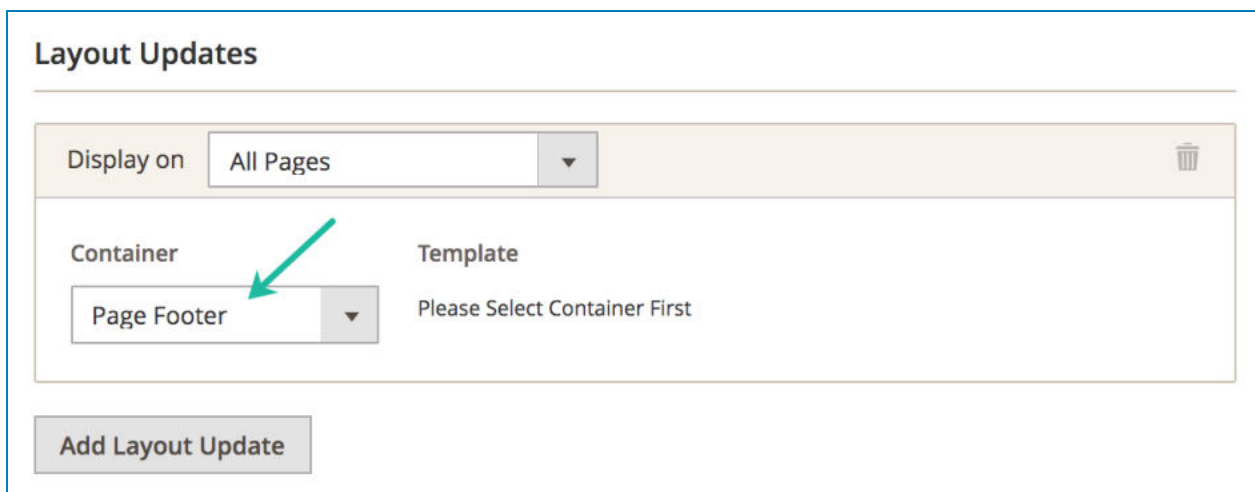 Layout Updates
Display on All Pages
Container Template
Page Footer Please Select Container First
Add Layout Update